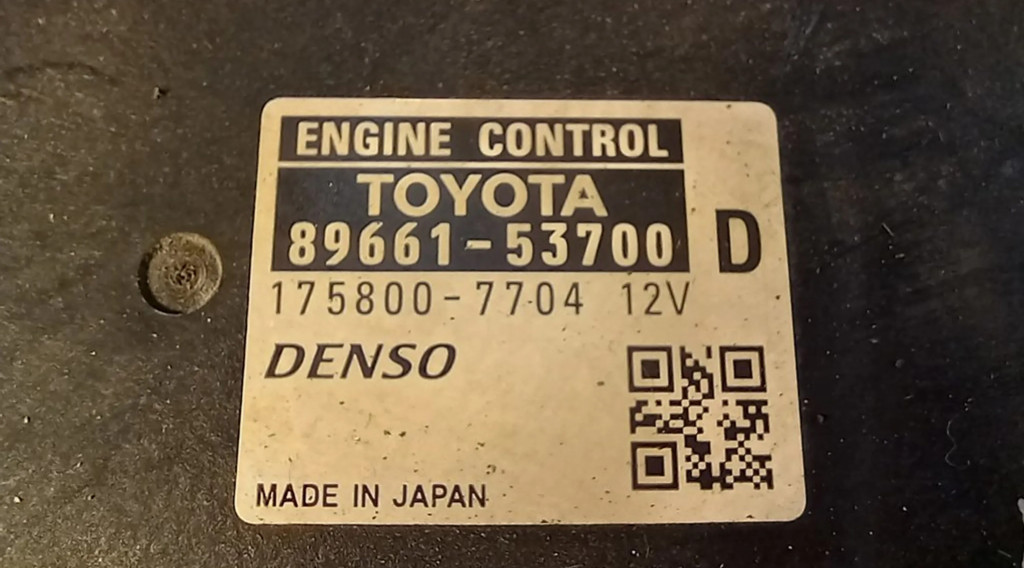 ENGINE CONTROL
TOYOTA
89661-53700
D
175800-7704 12V
DENSO
MADE IN JAPAN